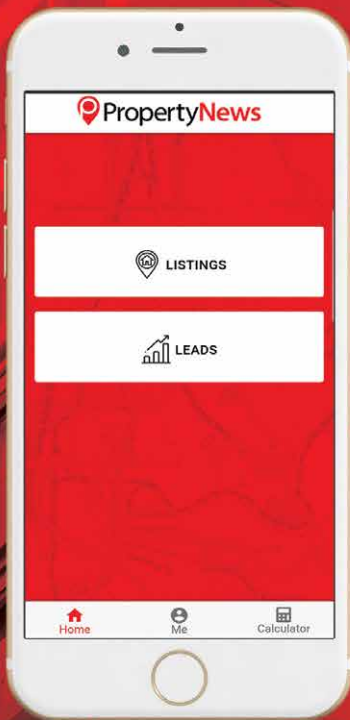 PropertyNews
LISTINGS
LEADS
Home
Me
Calculator